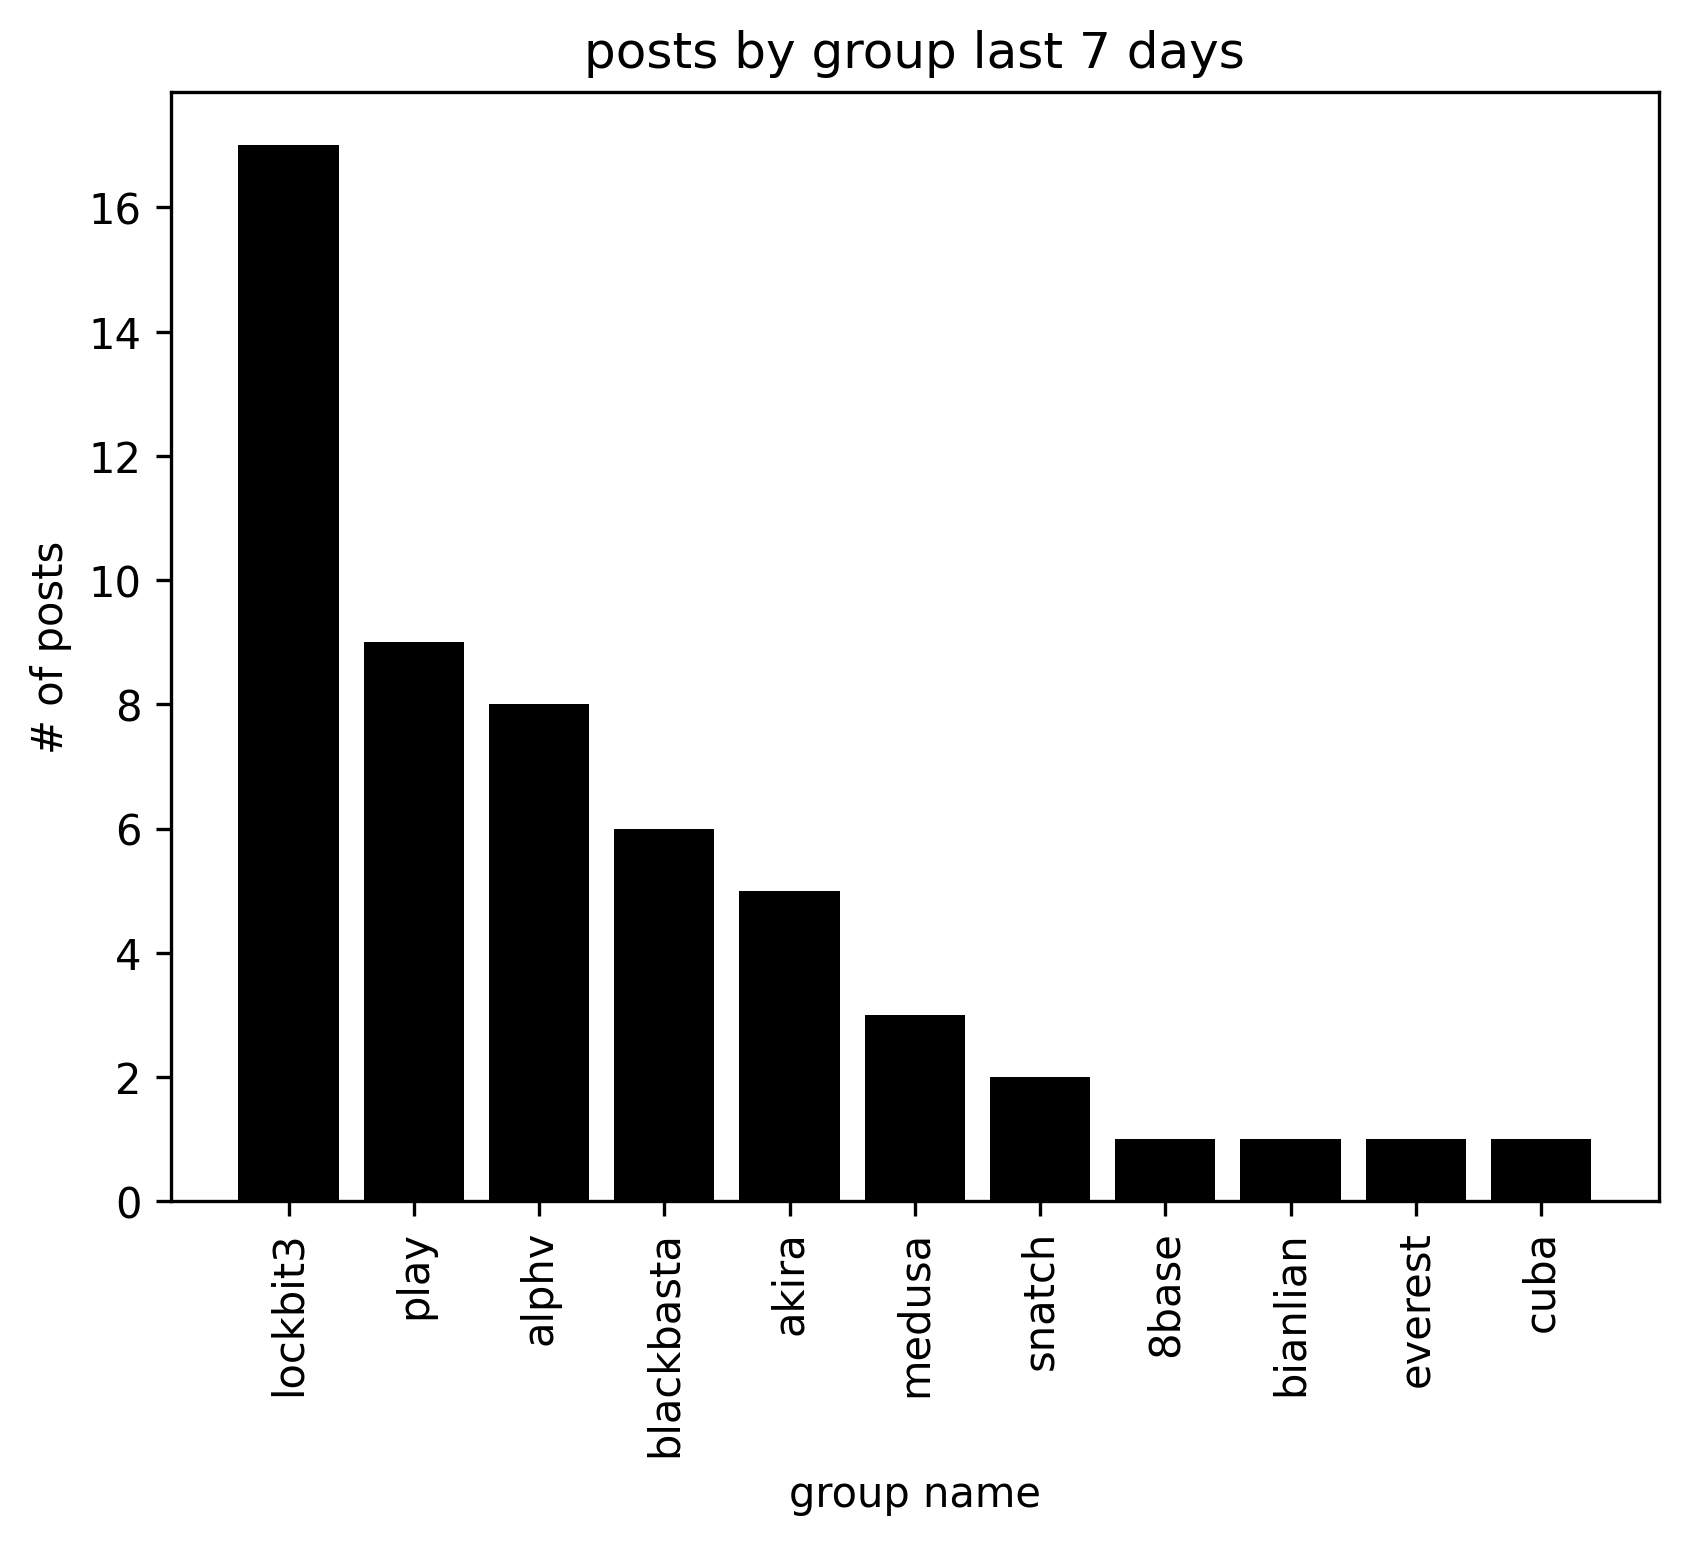 posts by group last 7 days
# of posts
16
14
12
10
8
6
4
2
0
lockbit3
play
alphv
blackbasta
akira
medusa
snatch
8base
bianlian
everest
cuba
group name